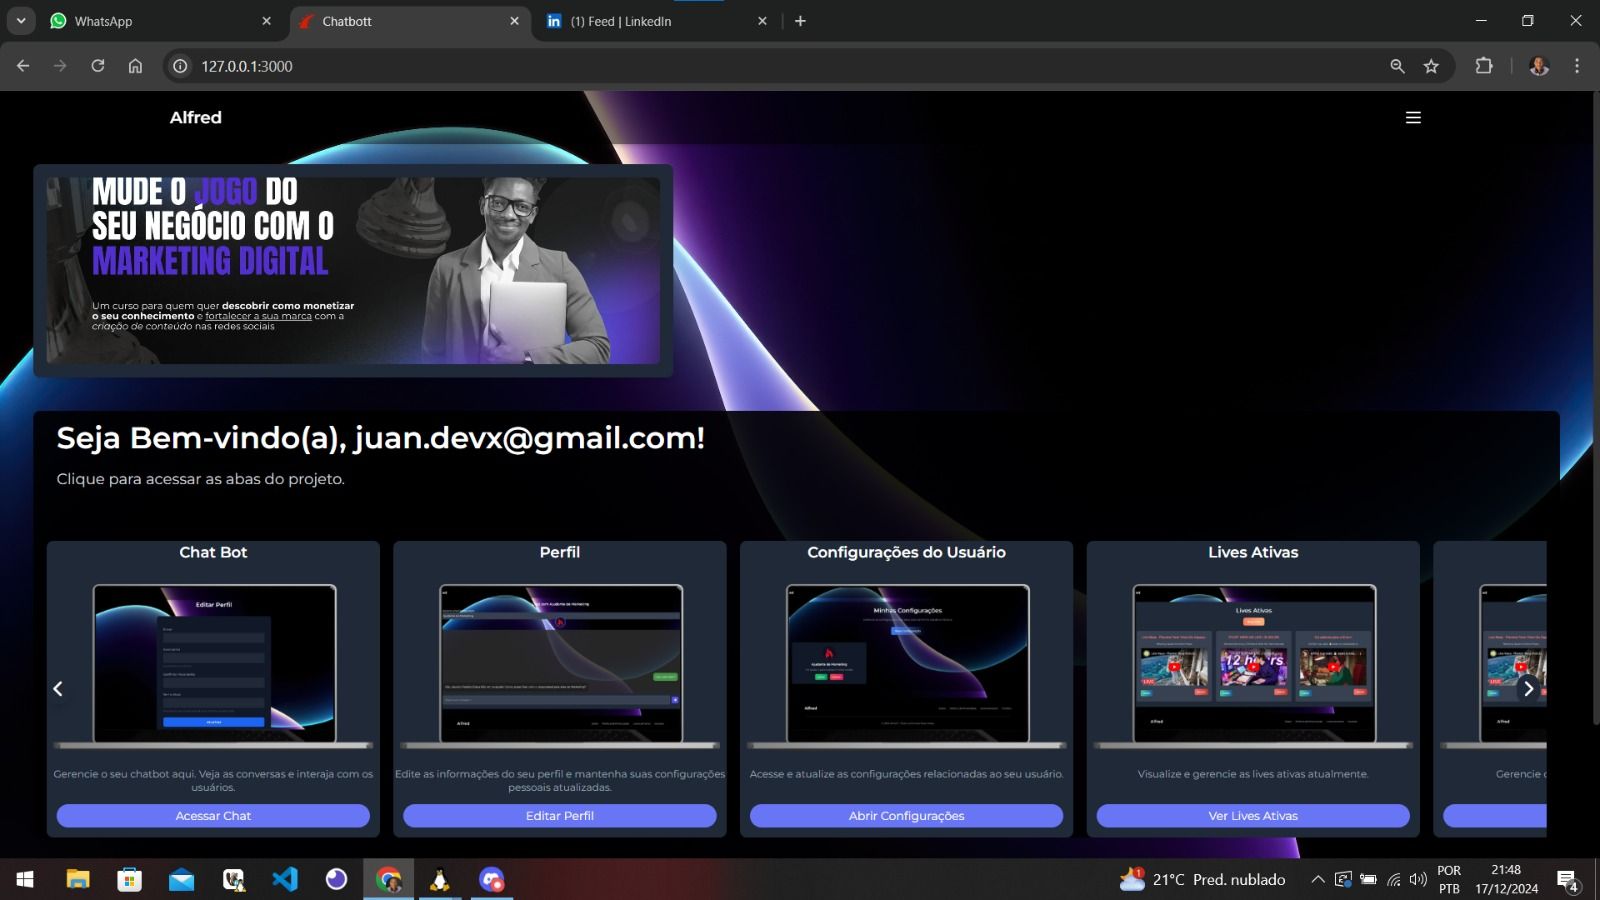 WhatsApp
Chatbott
(1) Feed | LinkedIn
127.0.0.1:3000
Alfred
MUDE O JOGO DO
SEU NEGÓCIO COM O
MARKETING DIGITAL
Um curso para quem quer descobrir como monetizar
o seu conhecimento e fortalecer a sua marca com a
criação de conteúdo nas redes sociais
Seja Bem-vindo(a), juan.devx@gmail.com!
Clique para acessar as abas do projeto.
Chat Bot
Perfil
Configurações do Usuário
Lives Ativas
Editar Perfil
Minhas Configurações
Lives Ativas
12 hours
Alfred
Alfred
Alfred
Gerencie o seu chatbot aqui. Veja as conversas e interaja com os
usuários.
Edite as informações do seu perfil e mantenha suas configurações
pessoais atualizadas.
Acesse e atualize as configurações relacionadas ao seu usuário.
Visualize e gerencie as lives ativas atualmente.
Gerencie
Acessar Chat
Editar Perfil
Abrir Configurações
Ver Lives Ativas
1
21°C Pred. nublado
POR
PTB
21:48
17/12/2024
4